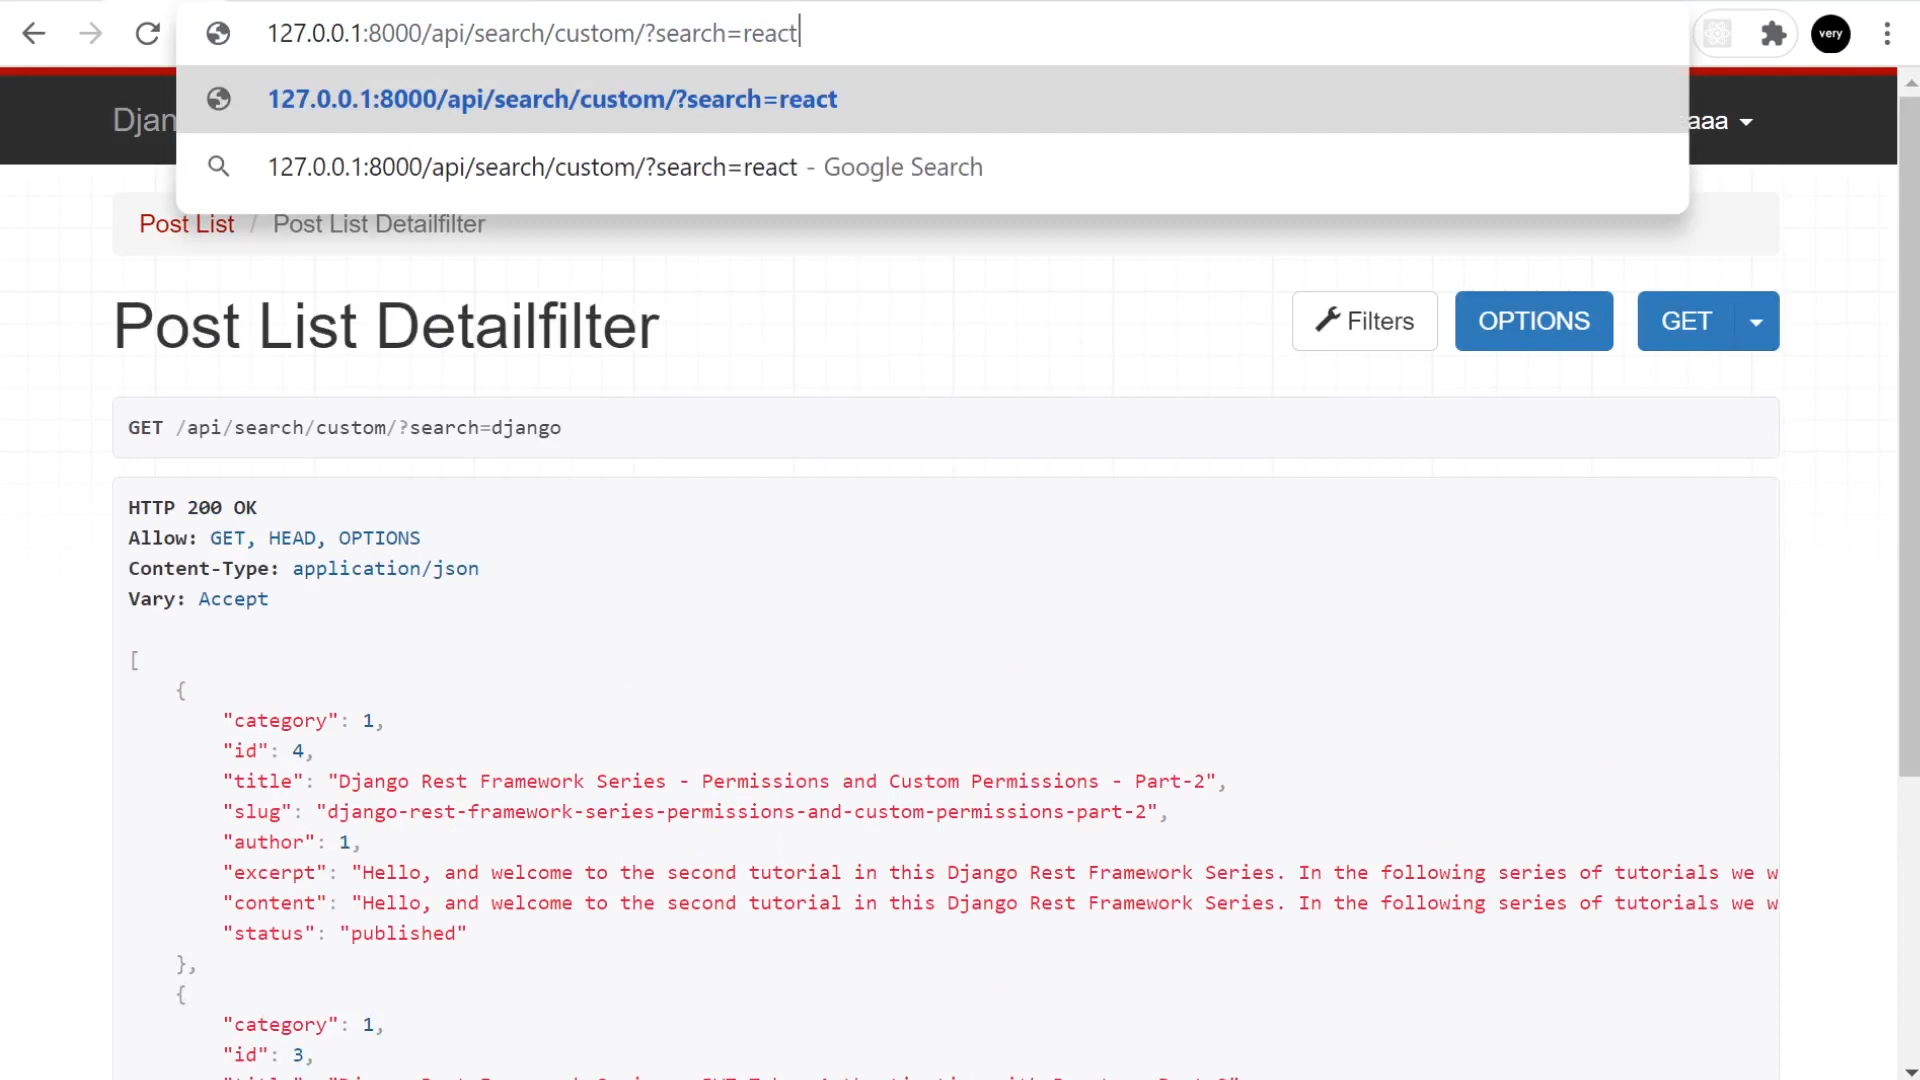 127.0.0.1:8000/api/search/custom/?search=react
very
127.0.0.1:8000/api/search/custom/?search=react
Djan
aaa
127.0.0.1:8000/api/search/custom/?search=react - Google Search
Post List / Post List Detailfilter
Post List Detailfilter
Filters
OPTIONS
GET
GET /api/search/custom/?search=django
HTTP 200 OK
Allow: GET, HEAD, OPTIONS
Content-Type: application/json
Vary: Accept
[
{
"category": 1,
"id": 4,
"title": "Django Rest Framework Series - Permissions and Custom Permissions - Part-2",
"slug": "django-rest-framework-series-permissions-and-custom-permissions-part-2",
"author": 1,
"excerpt": "Hello, and welcome to the second tutorial in this Django Rest Framework Series. In the following series of tutorials we w
"content": "Hello, and welcome to the second tutorial in this Django Rest Framework Series. In the following series of tutorials we w
"status": "published"
},
{
"category": 1,
"id": 3,